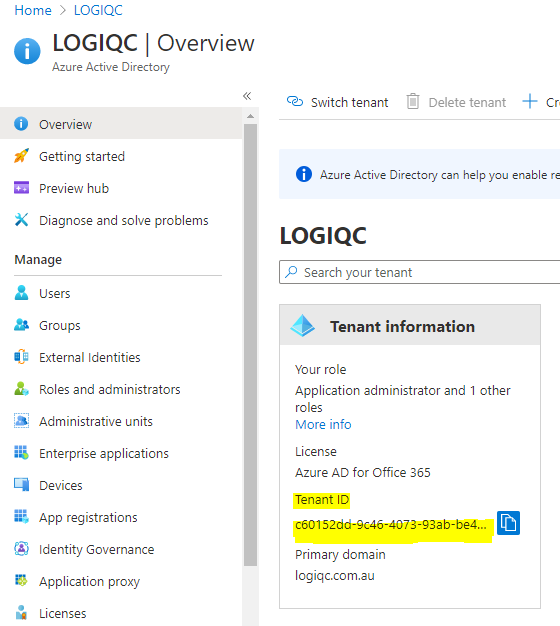 Home > LOGIQC >
LOGIQC | Overview
Azure Active Directory
«
Overview
Getting started
Preview hub
Diagnose and solve problems
Manage
Users
Groups
External Identities
Roles and administrators
Administrative units
Enterprise applications
Devices
App registrations
Identity Governance
Application proxy
Licenses
Switch tenant
Delete tenant
Cr
Azure Active Directory can help you enable re
LOGIQC
Search your tenant
Tenant information
Your role
Application administrator and 1 other
roles
More info
License
Azure AD for Office 365
Tenant ID
c60152dd-9c46-4073-93ab-be4...
Primary domain
logiqc.com.au